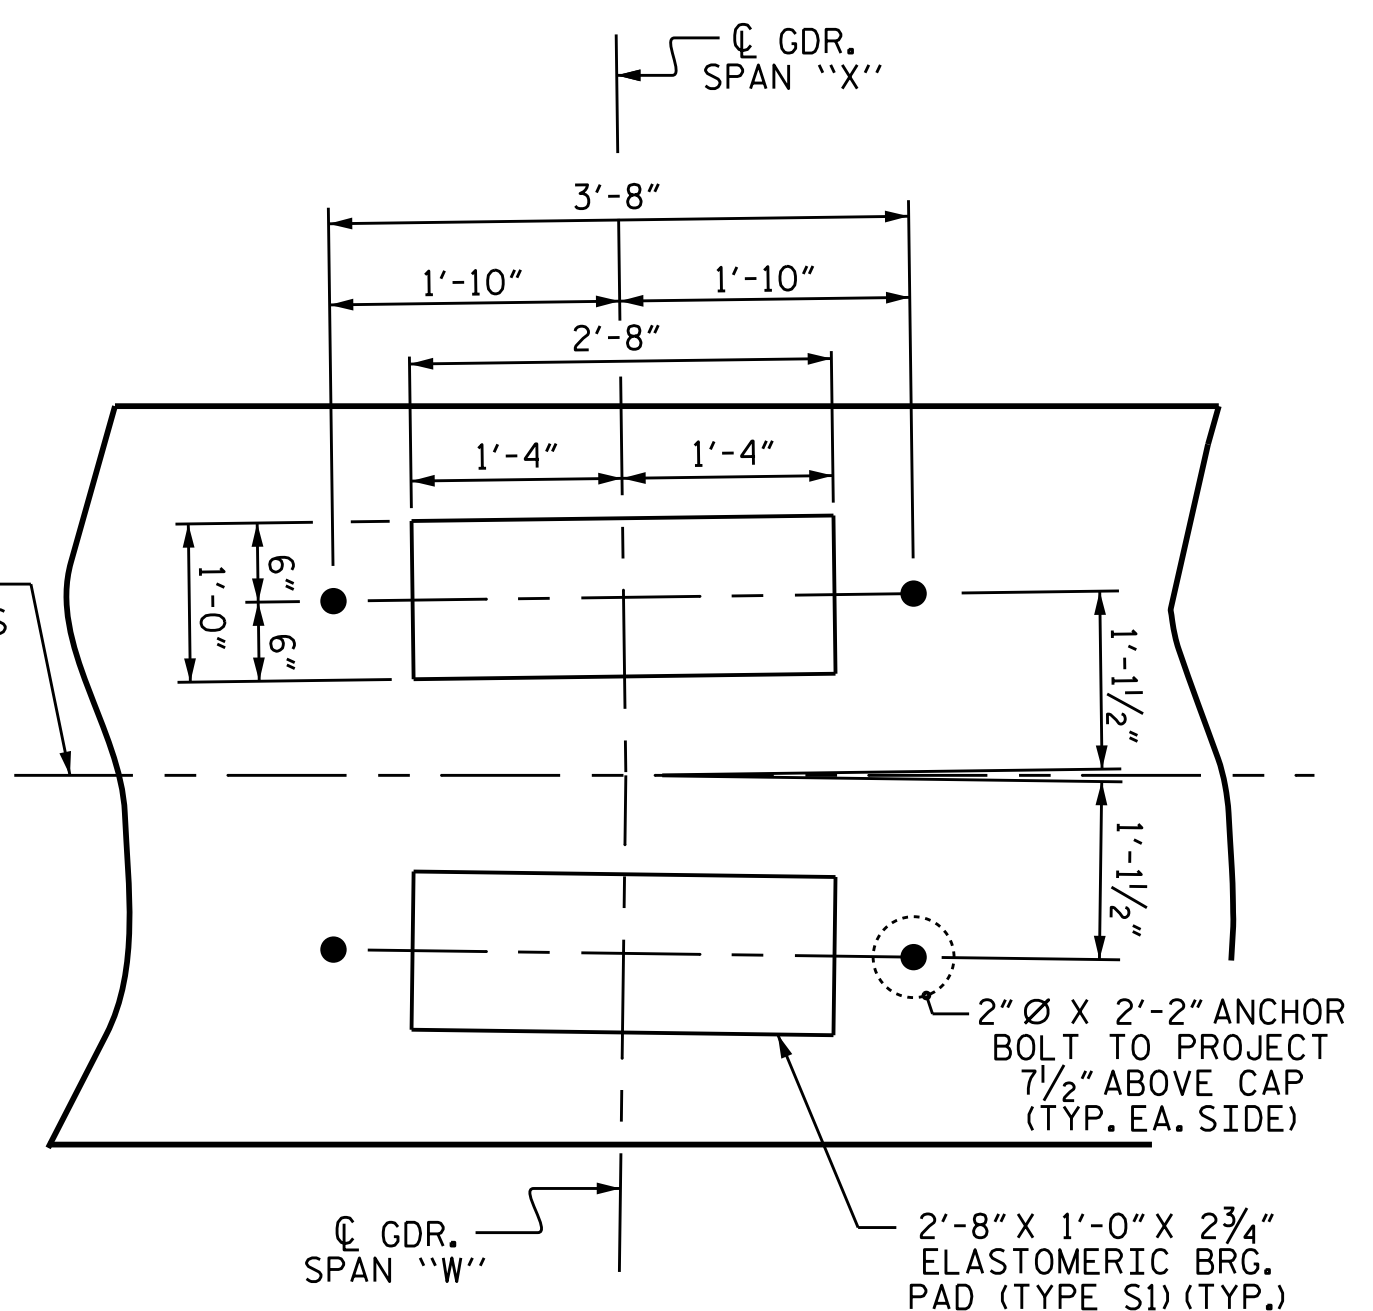 ℄ GDR.
SPAN "X"
3'-8"
1'-10"
1'-10"
2'-8"
1'-4"
1'-4"
6"
1'-0"
6"
S
1'-1½"
1'-1½"
2" Ø X 2'-2" ANCHOR
BOLT TO PROJECT
7½" ABOVE CAP
(TYP. EA. SIDE)
℄ GDR.
SPAN "W"
2'-8" X 1'-0" X 2¾"
ELASTOMERIC BRG.
PAD (TYPE S1) (TYP.)